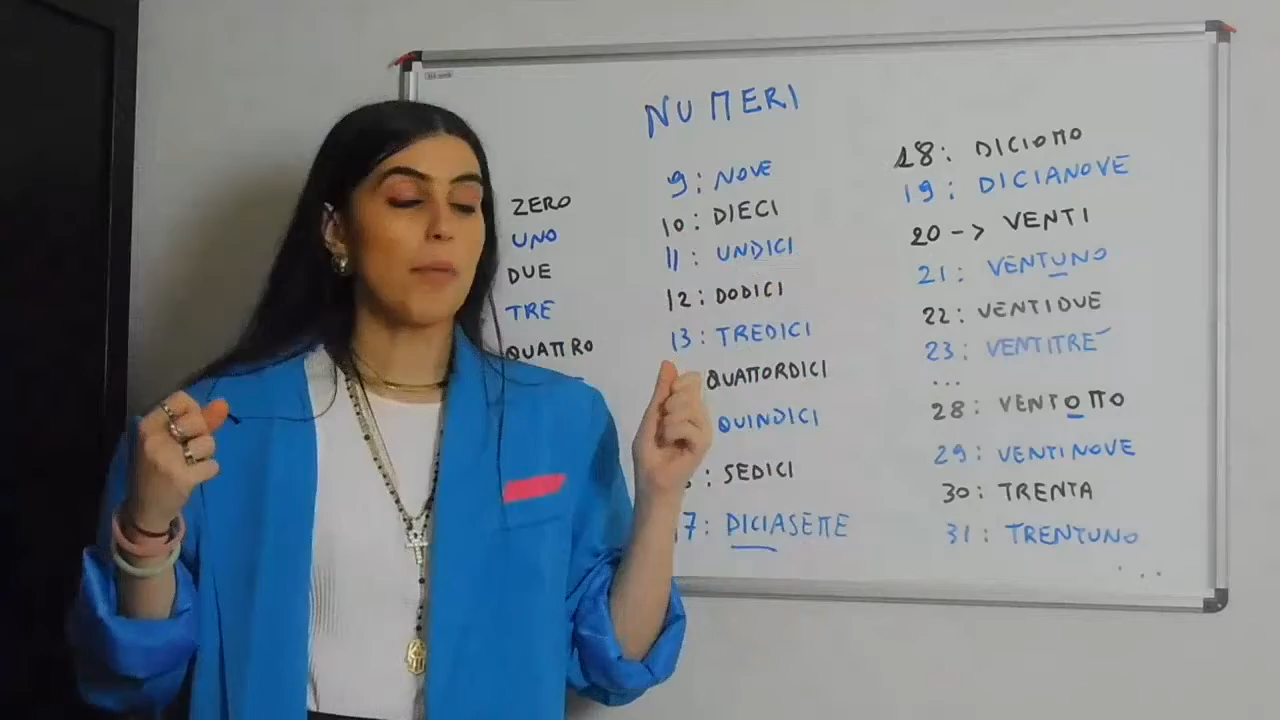 NUMERI
ZERO
UNO
DUE
TRE
QUATTRO
9: NOVE
10: DIECI
11: UNDICI
12: DODICI
13: TREDICI
QUATTORDICI
QUINDICI
: SEDICI
17: DICIASETTE
18: DICIOTTO
19: DICIANOVE
20 -> VENTI
21: VENTUNO
22: VENTIDUE
23: VENTITRÉ
...
28: VENTOTTO
29: VENTINOVE
30: TRENTA
31: TRENTUNO
...